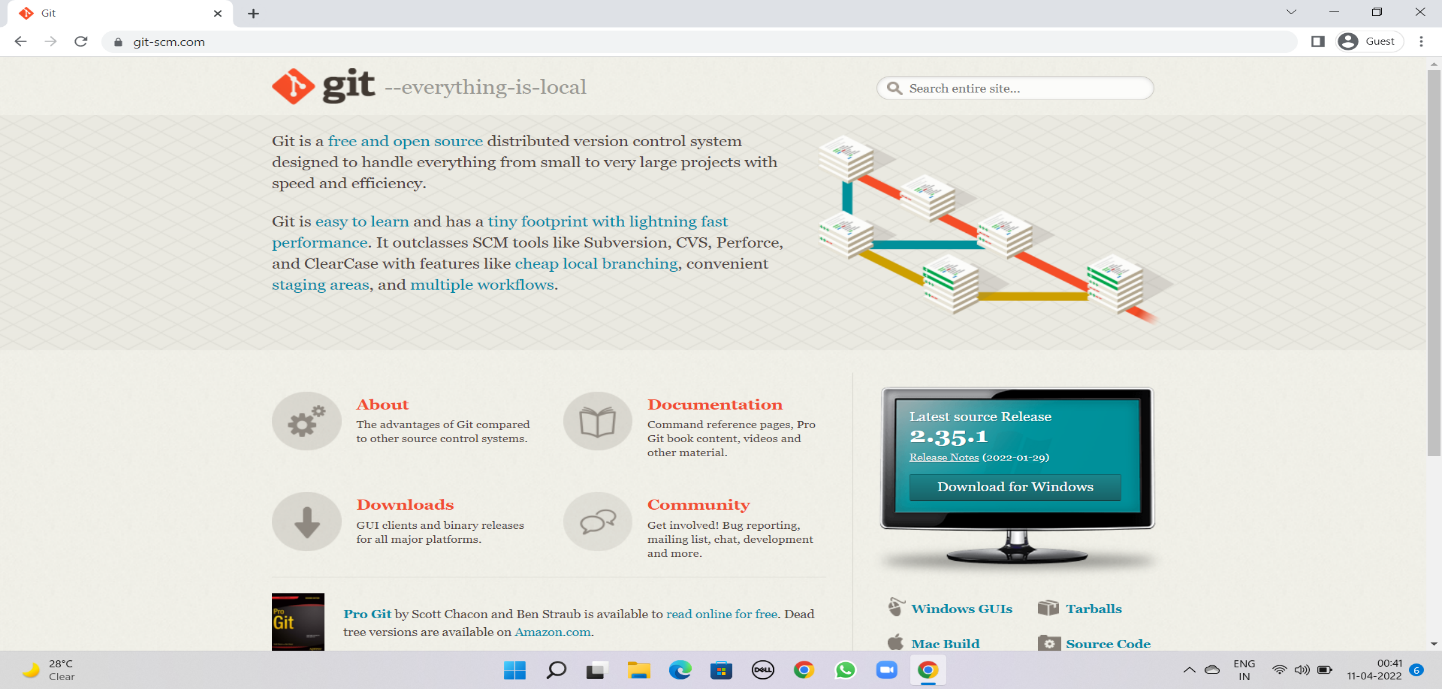 Git
git-scm.com
Guest
git --everything-is-local
Search entire site...
Git is a free and open source distributed version control system
designed to handle everything from small to very large projects with
speed and efficiency.
Git is easy to learn and has a tiny footprint with lightning fast
performance. It outclasses SCM tools like Subversion, CVS, Perforce,
and ClearCase with features like cheap local branching, convenient
staging areas, and multiple workflows.
About
The advantages of Git compared
to other source control systems.
Documentation
Command reference pages, Pro
Git book content, videos and
other material.
Downloads
GUI clients and binary releases
for all major platforms.
Community
Get involved! Bug reporting,
mailing list, chat, development
and more.
Pro
Git
Pro Git by Scott Chacon and Ben Straub is available to read online for free. Dead
tree versions are available on Amazon.com.
Latest source Release
2.35.1
Release Notes (2022-01-29)
Download for Windows
Windows GUIs
Tarballs
Mac Build
Source Code
28°C
Clear
DELL
ENG
IN
00:41
11-04-2022
6